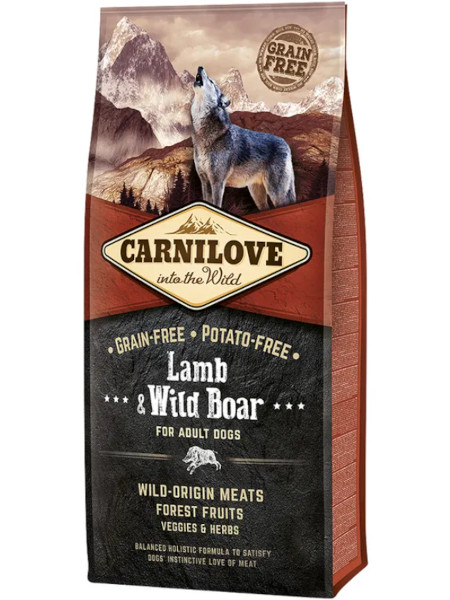 GRAIN
FREE
CARNILOVE
into the Wild
• GRAIN-FREE • POTATO-FREE •
Lamb
& Wild Boar
FOR ADULT DOGS
WILD-ORIGIN MEATS
FOREST FRUITS
VEGGIES & HERBS
BALANCED HOLISTIC FORMULA TO SATISFY
DOGS' INSTINCTIVE LOVE OF MEAT